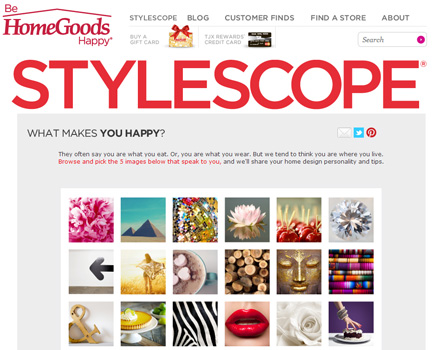 Be
HomeGoods
Happy®
STYLESCOPE BLOG CUSTOMER FINDS FIND A STORE ABOUT
BUY A
GIFT CARD
TJX REWARDS
CREDIT CARD
Search
STYLESCOPE®
WHAT MAKES YOU HAPPY?
They often say you are what you eat. Or, you are what you wear. But we tend to think you are where you live.
Browse and pick the 5 images below that speak to you, and we'll share your home design personality and tips.